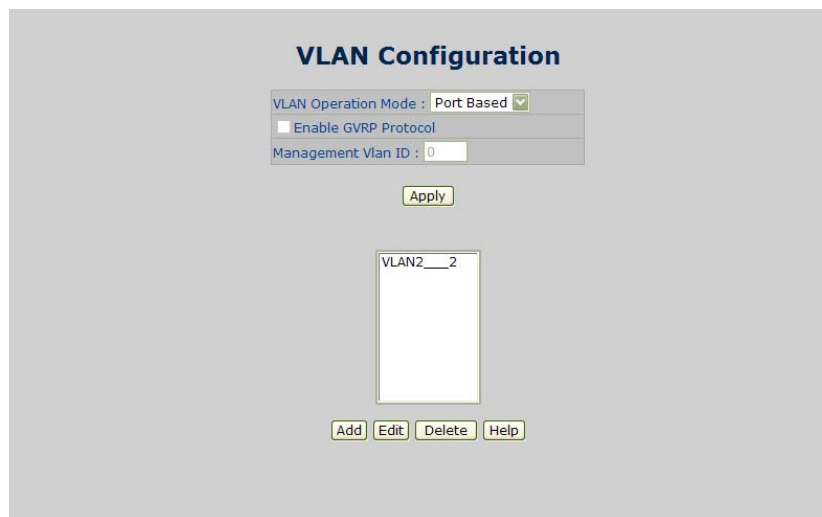 VLAN Configuration
VLAN Operation Mode : Port Based
Enable GVRP Protocol
Management Vlan ID : 0
Apply
VLAN2___2
Add Edit Delete Help